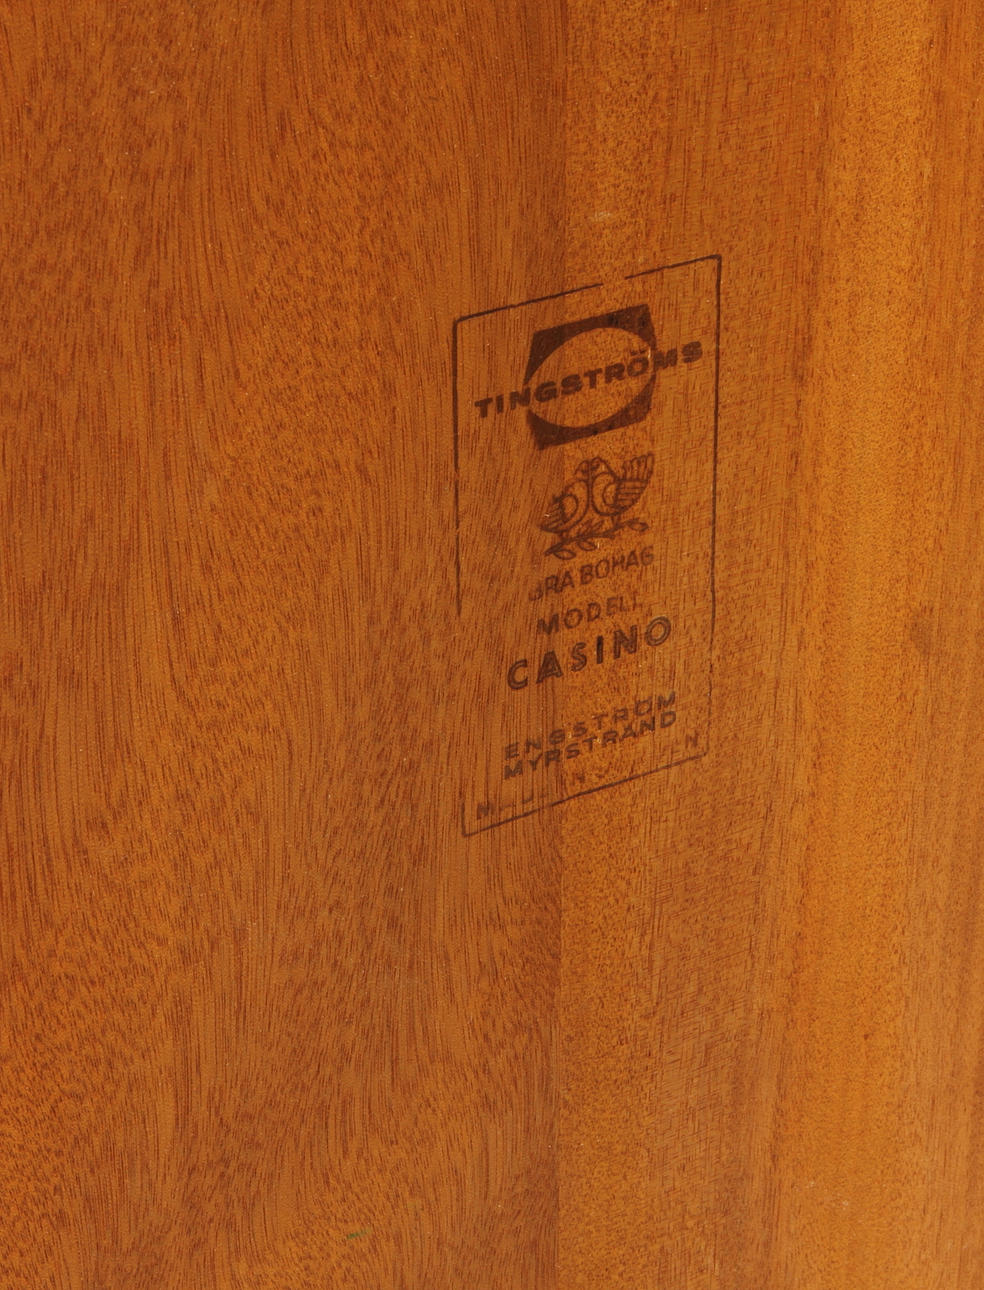 TINGSTRÖMS
BRA BOHAG
MODELL
CASINO
ENGSTRÖM
MYRSTRAND